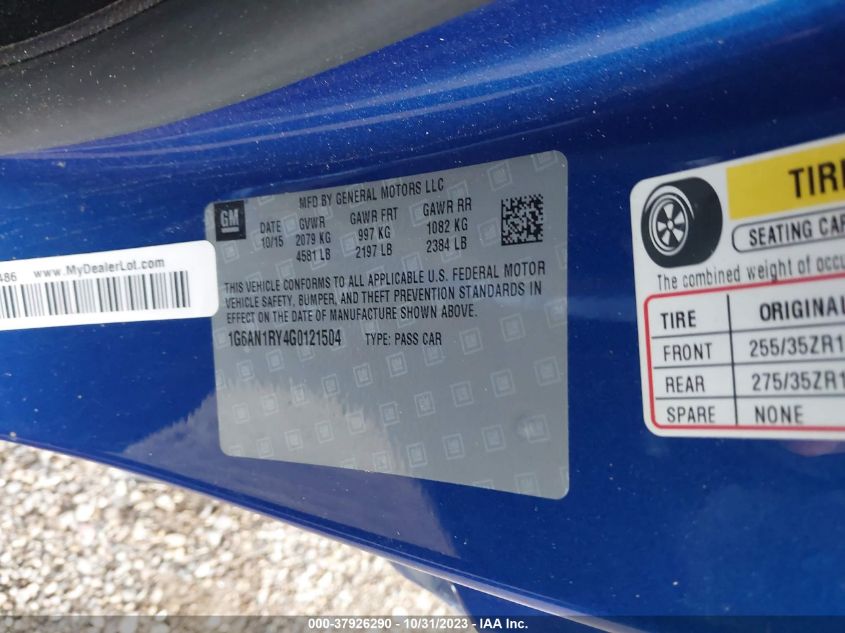 MFD BY GENERAL MOTORS LLC
GM
DATE GVWR GAWR FRT GAWR RR
10/15 2079 KG 997 KG 1082 KG
4581 LB 2197 LB 2384 LB
THIS VEHICLE CONFORMS TO ALL APPLICABLE U.S. FEDERAL MOTOR
VEHICLE SAFETY, BUMPER, AND THEFT PREVENTION STANDARDS IN
EFFECT ON THE DATE OF MANUFACTURE SHOWN ABOVE.
1G6AN1RY4G0121504 TYPE: PASS CAR
486 www.MyDealerLot.com
TIR
SEATING CAP
The combined weight of occu
TIRE ORIGINAL
FRONT 255/35ZR1
REAR 275/35ZR1
SPARE NONE
000-37926290 - 10/31/2023 - IAA Inc.